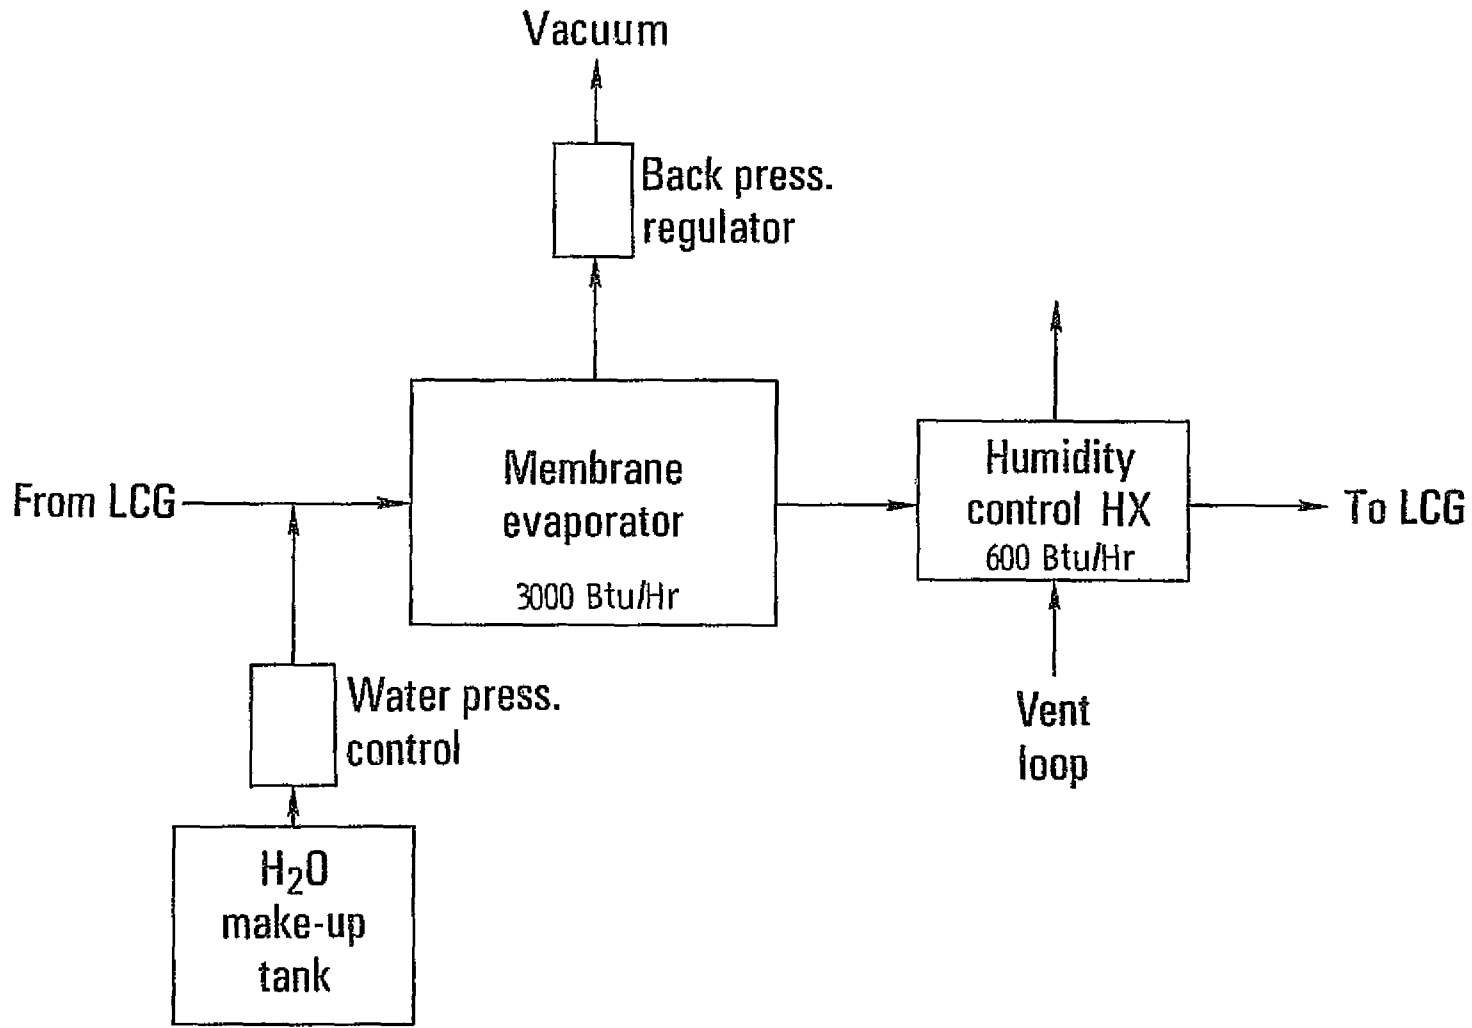 Vacuum
Back press.
regulator
Membrane
evaporator
3000 Btu/Hr
Humidity
control HX
600 Btu/Hr
From LCG
To LCG
Water press.
control
Vent
loop
H₂O
make-up
tank